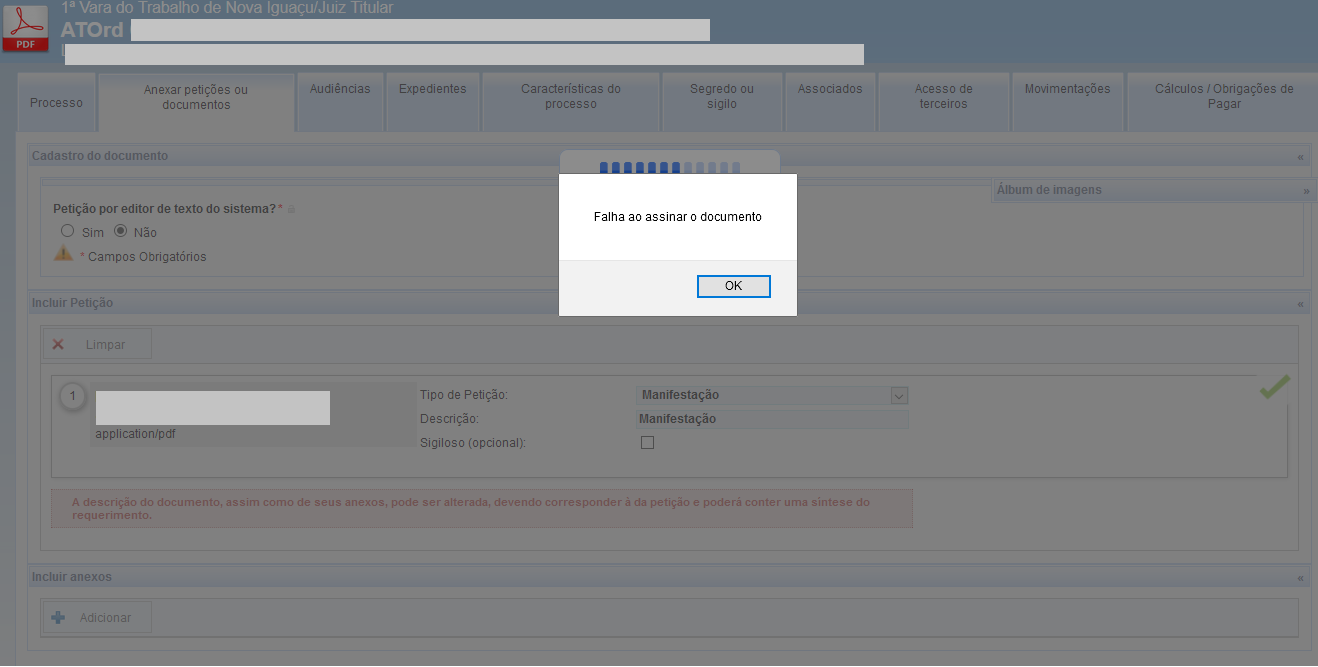 1ª Vara do Trabalho de Nova Iguaçu/Juiz Titular
PDF
ATOrd
Processo
Anexar petições ou
documentos
Audiências
Expedientes
Características do
processo
Segredo ou
sigilo
Associados
Acesso de
terceiros
Movimentações
Cálculos / Obrigações de
Pagar
Cadastro do documento «
Álbum de imagens »
Petição por editor de texto do sistema?*
Sim Não
* Campos Obrigatórios
Falha ao assinar o documento
OK
Incluir Petição «
Limpar
1
application/pdf
Tipo de Petição: Manifestação
Descrição: Manifestação
Sigiloso (opcional):
A descrição do documento, assim como de seus anexos, pode ser alterada, devendo corresponder à da petição e poderá conter uma síntese do
requerimento.
Incluir anexos «
Adicionar